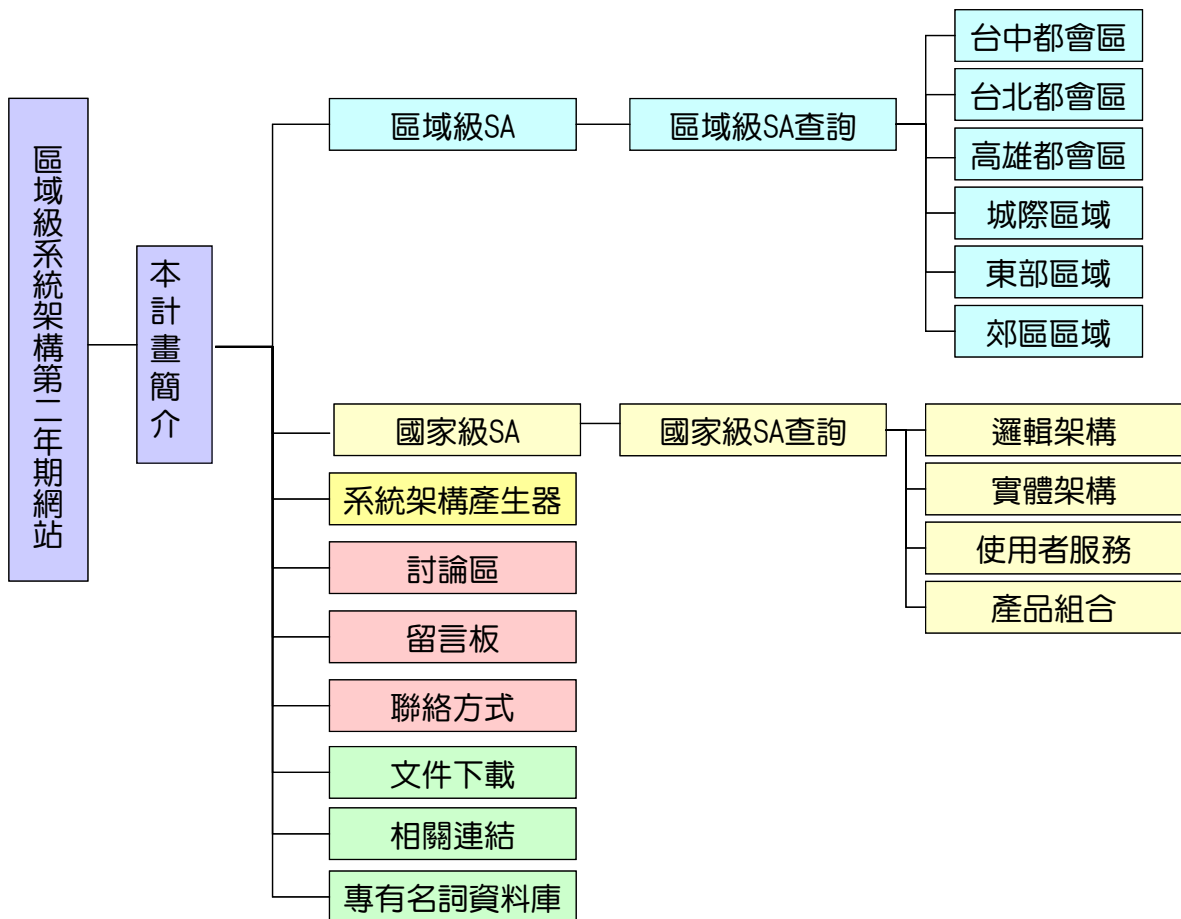 區域級系統架構第二年期網站
本計畫簡介
區域級SA
區域級SA查詢
台中都會區
台北都會區
高雄都會區
城際區域
東部區域
郊區區域
國家級SA
國家級SA查詢
邏輯架構
實體架構
使用者服務
產品組合
系統架構產生器
討論區
留言板
聯絡方式
文件下載
相關連結
專有名詞資料庫